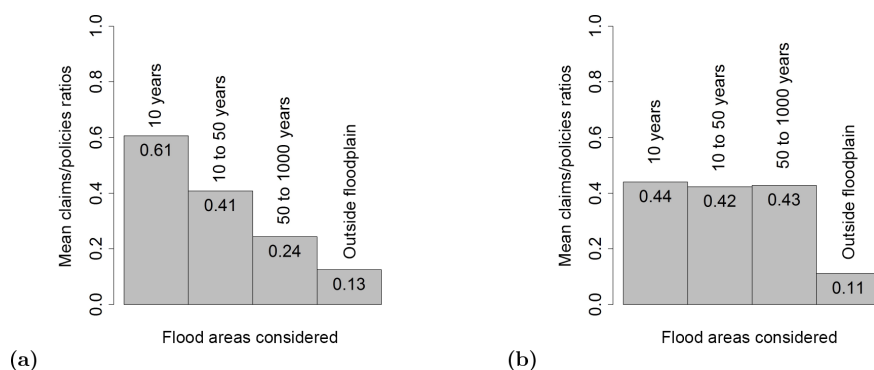 Mean claims/policies ratios
1.0
0.8
0.6
0.4
0.2
0.0
10 years
10 to 50 years
50 to 1000 years
Outside floodplain
0.61
0.41
0.24
0.13
Flood areas considered
(a)
Mean claims/policies ratios
1.0
0.8
0.6
0.4
0.2
0.0
10 years
10 to 50 years
50 to 1000 years
Outside floodplain
0.44
0.42
0.43
0.11
Flood areas considered
(b)